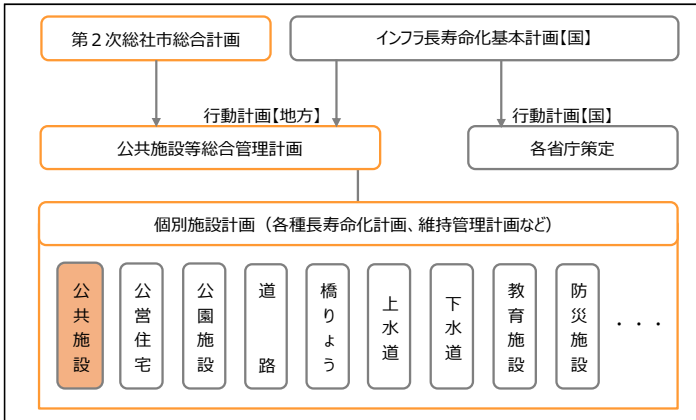 第２次総社市総合計画
インフラ長寿命化基本計画【国】
行動計画【地方】
行動計画【国】
公共施設等総合管理計画
各省庁策定
個別施設計画（各種長寿命化計画、維持管理計画など）
公共施設
公営住宅
公園施設
道路
橋りょう
上水道
下水道
教育施設
防災施設
・・・